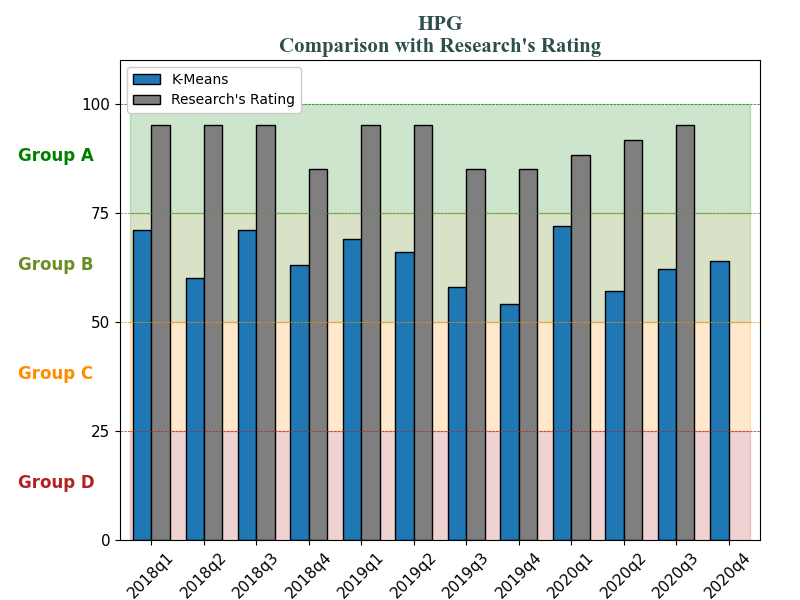 HPG
Comparison with Research's Rating
K-Means
Research's Rating
100
Group A
75
Group B
50
Group C
25
Group D
0
2018q1
2018q2
2018q3
2018q4
2019q1
2019q2
2019q3
2019q4
2020q1
2020q2
2020q3
2020q4